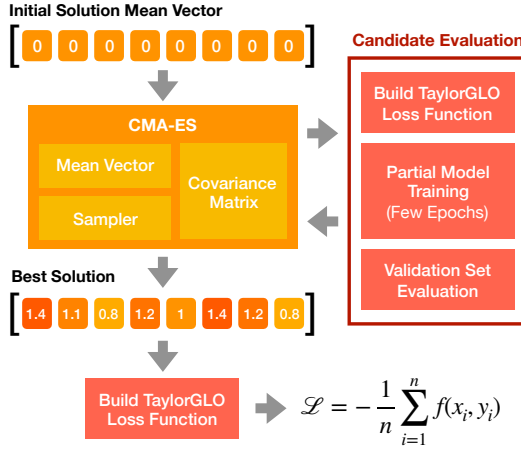 Initial Solution Mean Vector
[ 0 0 0 0 0 0 0 0 ]
Candidate Evaluation
Build TaylorGLO
Loss Function
CMA-ES
Mean Vector
Sampler
Covariance
Matrix
Partial Model
Training
(Few Epochs)
Validation Set
Evaluation
Best Solution
[ 1.4 1.1 0.8 1.2 1 1.4 1.2 0.8 ]
Build TaylorGLO
Loss Function
ℒ = − 1/n ∑_{i=1}^{n} f(x_i, y_i)